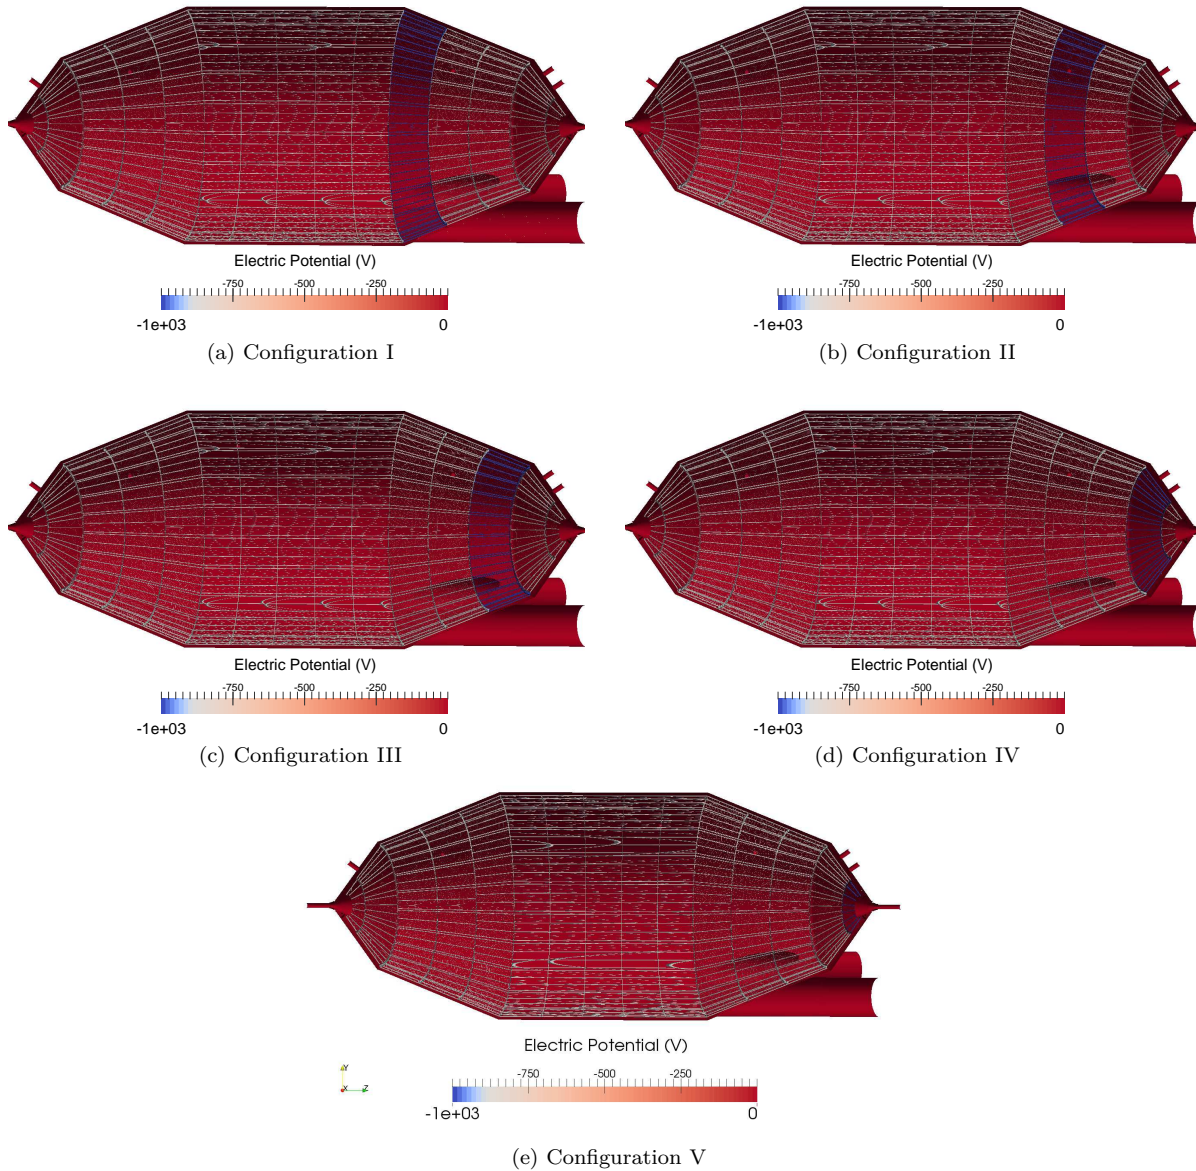 Electric Potential (V)
-750 -500 -250
-1e+03 0
(a) Configuration I
Electric Potential (V)
-750 -500 -250
-1e+03 0
(b) Configuration II
Electric Potential (V)
-750 -500 -250
-1e+03 0
(c) Configuration III
Electric Potential (V)
-750 -500 -250
-1e+03 0
(d) Configuration IV
Electric Potential (V)
Y
X Z
-750 -500 -250
-1e+03 0
(e) Configuration V